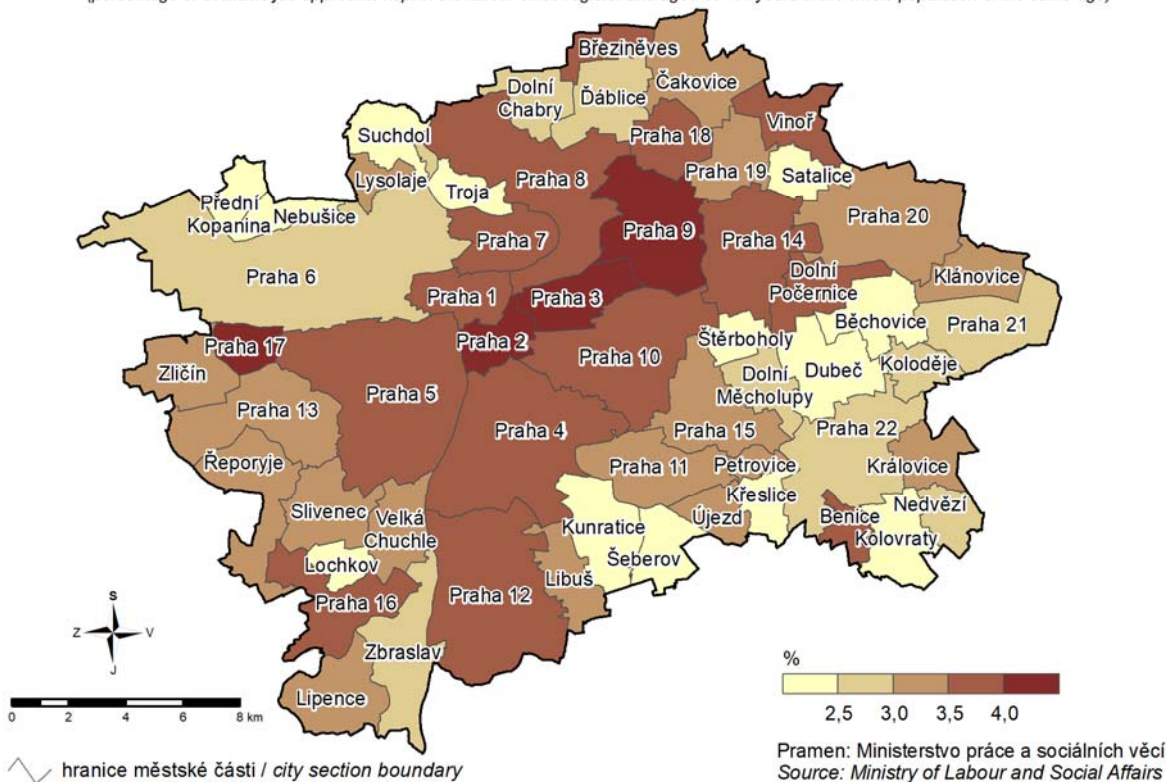 Březiněves
Čakovice
Dolní
Chabry
Ďáblice
Vinoř
Suchdol
Praha 18
Lysolaje
Praha 8
Praha 19
Satalice
Troja
Přední
Kopanina
Nebušice
Praha 20
Praha 7
Praha 9
Praha 14
Praha 6
Dolní
Počernice
Klánovice
Praha 1
Praha 3
Běchovice
Praha 21
Praha 17
Praha 2
Štěrboholy
Zličín
Praha 10
Dubeč
Koloděje
Dolní
Měcholupy
Praha 5
Praha 13
Praha 4
Praha 15
Praha 22
Řeporyje
Praha 11
Petrovice
Královice
Slivenec
Křeslice
Nedvězí
Velká
Chuchle
Kunratice
Újezd
Benice
Kolovraty
Šeberov
Lochkov
Libuš
Praha 16
Praha 12
Zbraslav
Lipence
S
Z V
J
0 2 4 6 8 km
%
2,5 3,0 3,5 4,0
hranice městské části / city section boundary
Pramen: Ministerstvo práce a sociálních věcí
Source: Ministry of Labour and Social Affairs